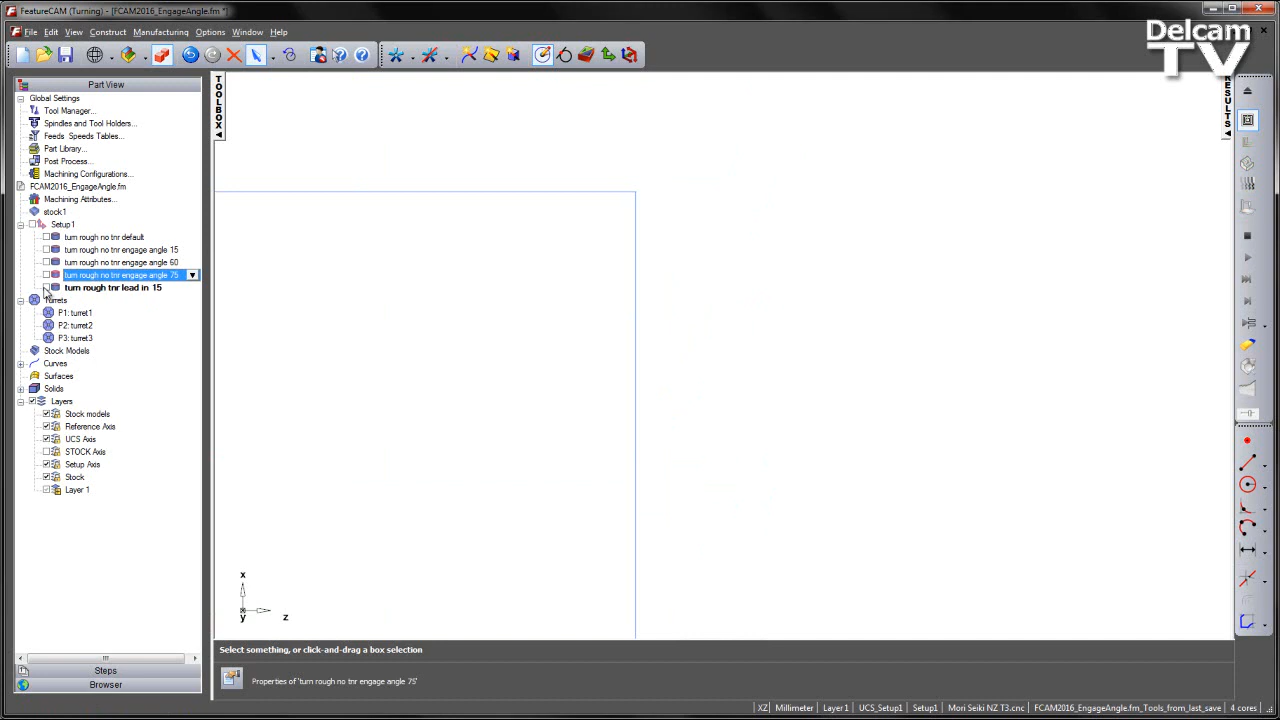 FeatureCAM (Turning) - [FCAM2016_EngageAngle.fm *]
File Edit View Construct Manufacturing Options Window Help
Delcam
TV
Part View
Global Settings
Tool Manager...
Spindles and Tool Holders...
Feeds Speeds Tables...
Part Library...
Post Process...
Machining Configurations...
FCAM2016_EngageAngle.fm
Machining Attributes...
stock1
Setup1
turn rough no tnr default
turn rough no tnr engage angle 15
turn rough no tnr engage angle 60
turn rough no tnr engage angle 75
turn rough tnr lead in 15
Turrets
P1: turret1
P2: turret2
P3: turret3
Stock Models
Curves
Surfaces
Solids
Layers
Stock models
Reference Axis
UCS Axis
STOCK Axis
Setup Axis
Stock
Layer 1
Steps
Browser
TOOLBOX
RESULTS
x
y z
Select something, or click-and-drag a box selection
Properties of 'turn rough no tnr engage angle 75'
XZ Millimeter Layer1 UCS_Setup1 Setup1 Mori Seiki NZ T3.cnc FCAM2016_EngageAngle.fm_Tools_from_last_save 4 cores